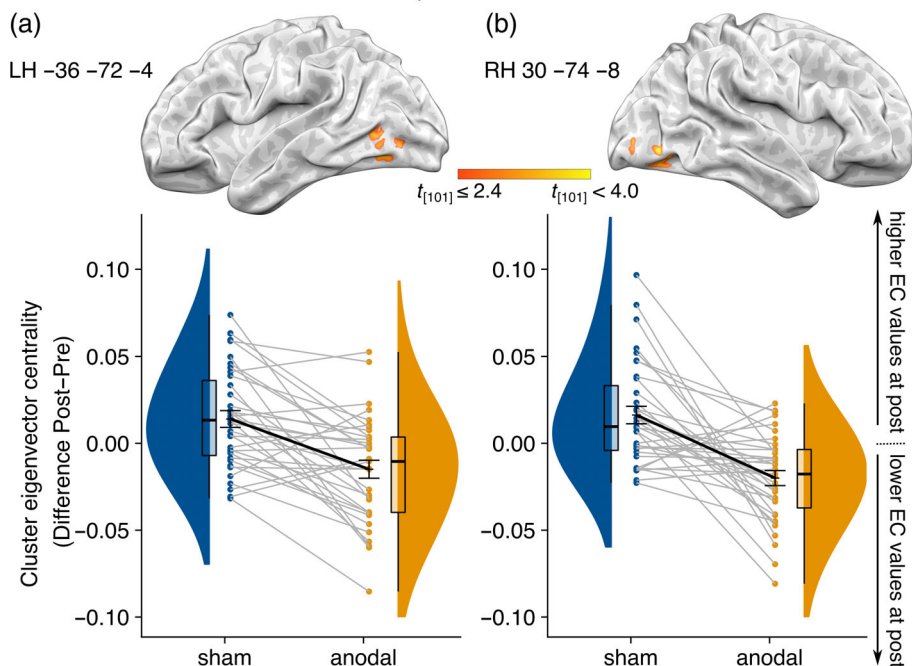 (a)
LH −36 −72 −4
(b)
RH 30 −74 −8
t[101] ≤ 2.4
t[101] < 4.0
Cluster eigenvector centrality
(Difference Post−Pre)
0.10
0.05
0.00
−0.05
−0.10
sham
anodal
0.10
0.05
0.00
−0.05
−0.10
sham
anodal
higher EC values at post
lower EC values at post